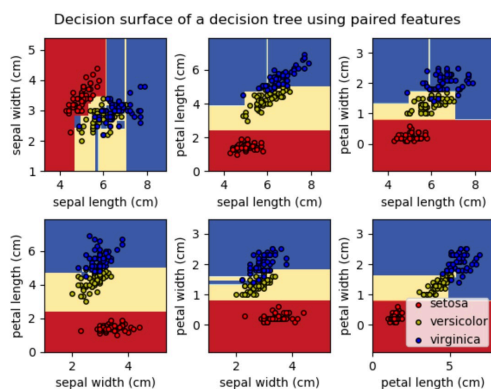 Decision surface of a decision tree using paired features
5
4
3
2
1
sepal width (cm)
4 6 8
sepal length (cm)
6
4
2
petal length (cm)
4 6 8
sepal length (cm)
3
2
1
0
petal width (cm)
4 6 8
sepal length (cm)
6
4
2
0
petal length (cm)
2 4
sepal width (cm)
3
2
1
0
petal width (cm)
2 4
sepal width (cm)
3
2
1
0
petal width (cm)
0 5
petal length (cm)
setosa
versicolor
virginica